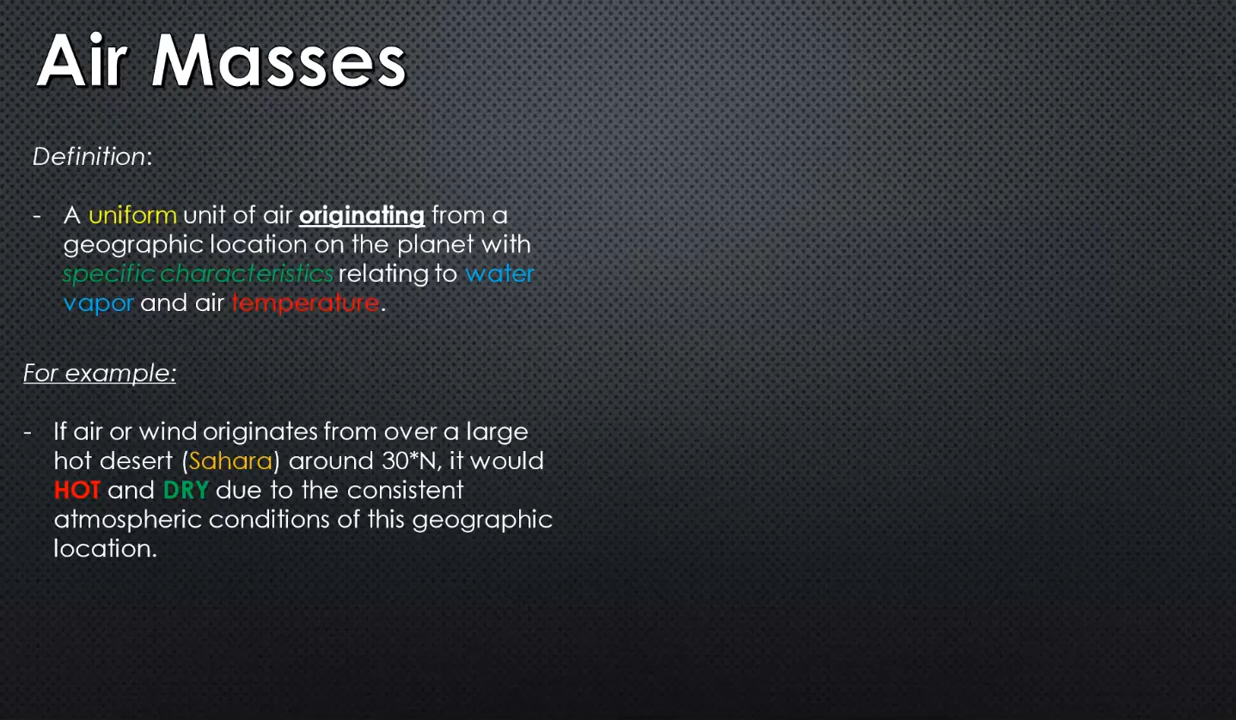 Air Masses
Definition:
- A uniform unit of air originating from a
geographic location on the planet with
specific characteristics relating to water
vapor and air temperature.
For example:
- If air or wind originates from over a large
hot desert (Sahara) around 30*N, it would
HOT and DRY due to the consistent
atmospheric conditions of this geographic
location.